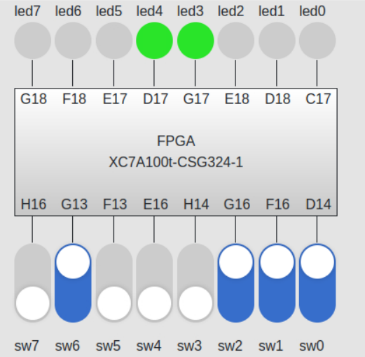 led7 led6 led5 led4 led3 led2 led1 led0
G18 F18 E17 D17 G17 E18 D18 C17
FPGA
XC7A100t-CSG324-1
H16 G13 F13 E16 H14 G16 F16 D14
sw7 sw6 sw5 sw4 sw3 sw2 sw1 sw0